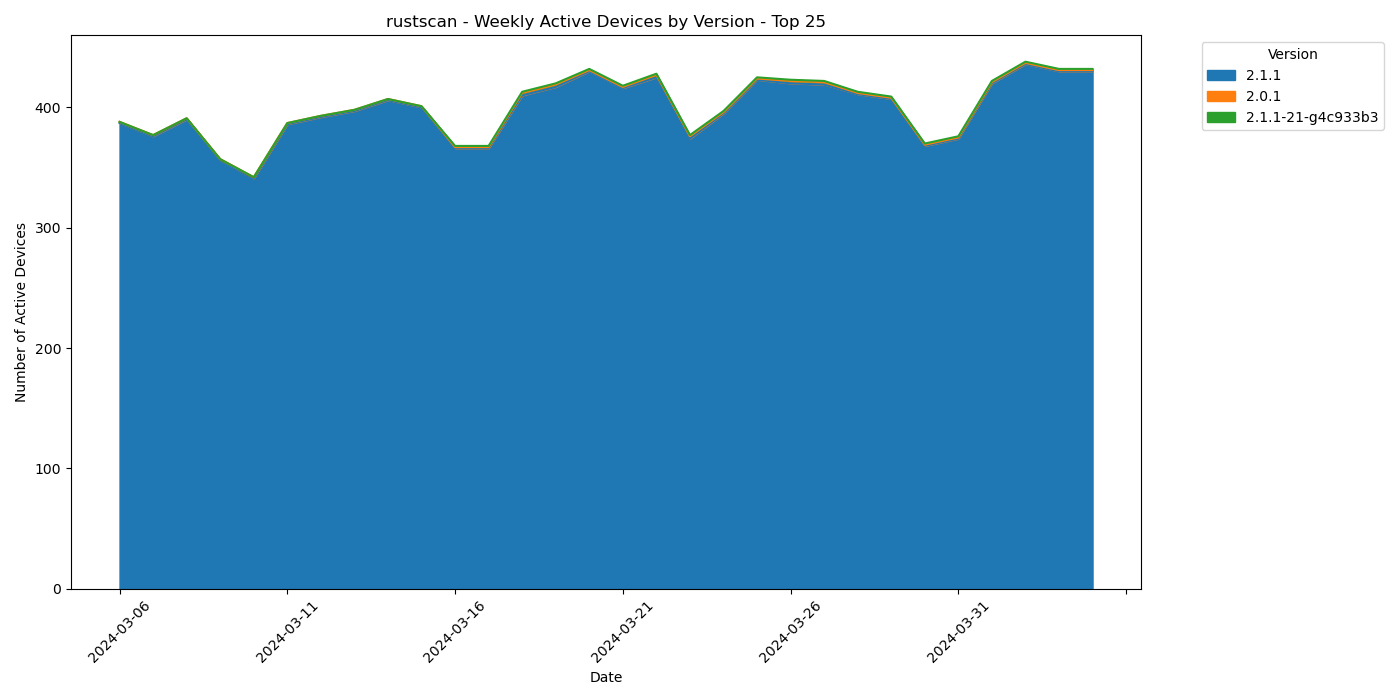 rustscan - Weekly Active Devices by Version - Top 25
Version
2.1.1
2.0.1
2.1.1-21-g4c933b3
Number of Active Devices
400
300
200
100
0
2024-03-06
2024-03-11
2024-03-16
2024-03-21
2024-03-26
2024-03-31
Date